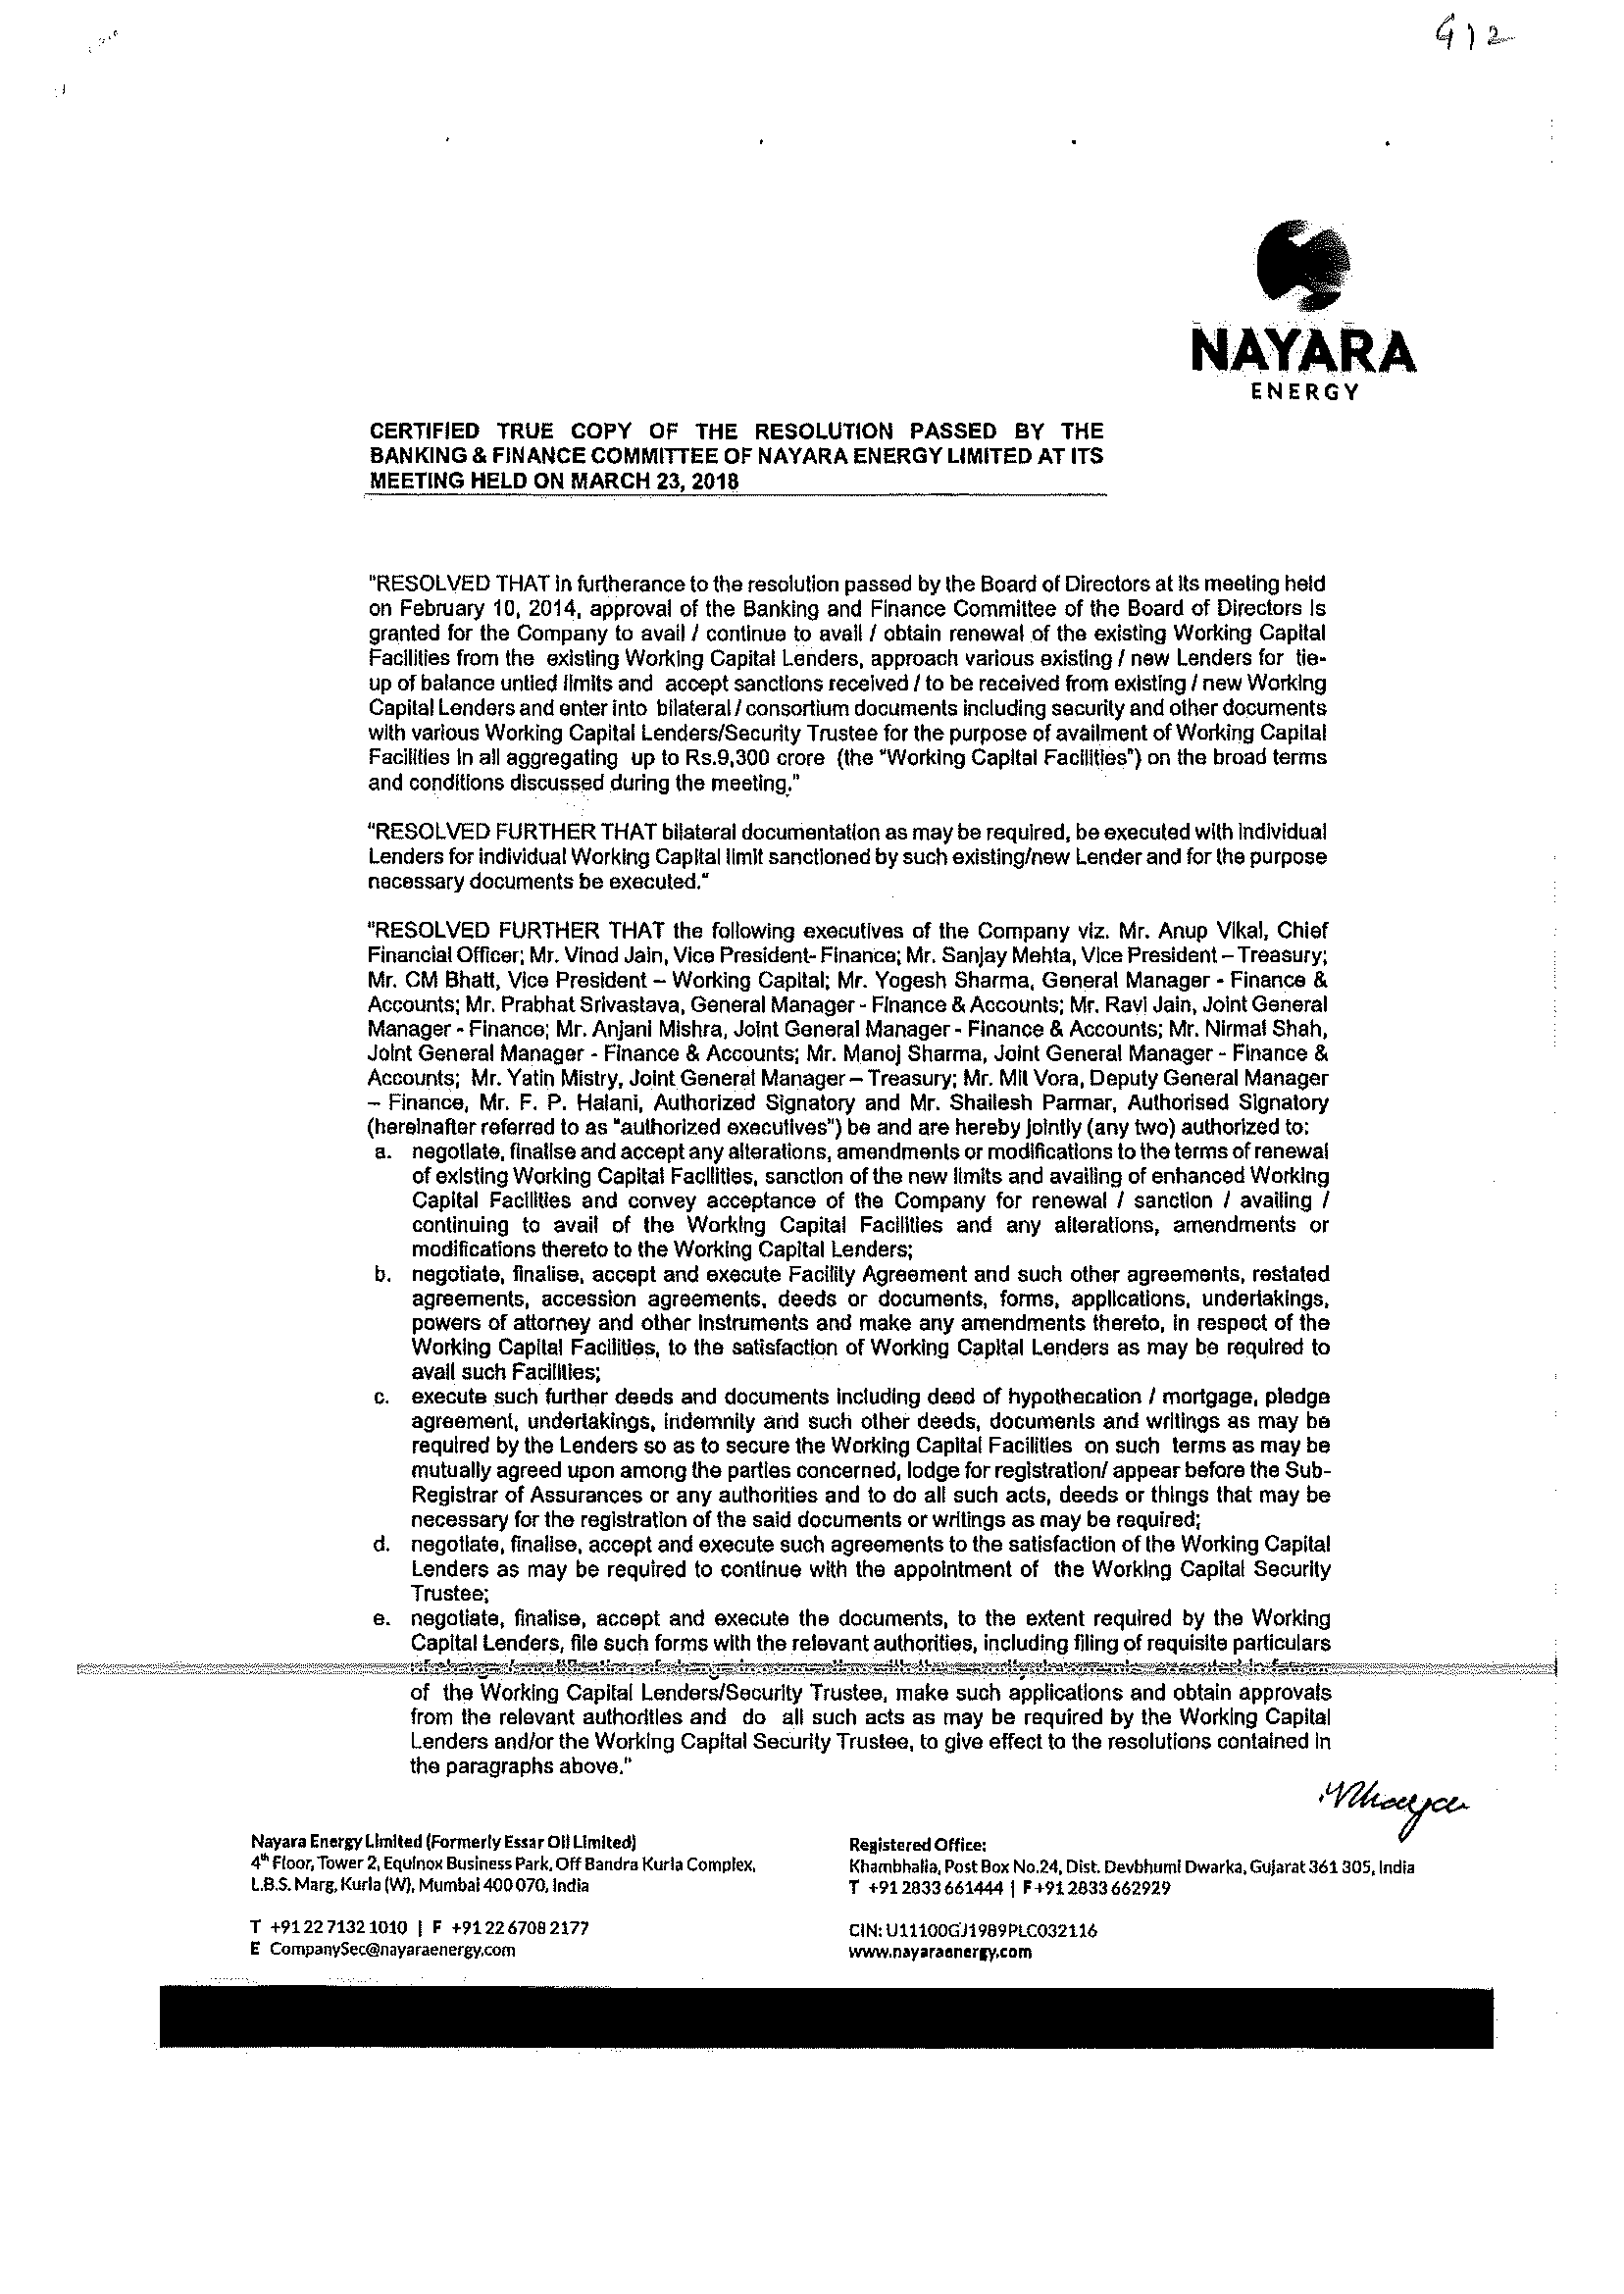 G12
NAYARA
ENERGY
CERTIFIED TRUE COPY OF THE RESOLUTION PASSED BY THE
BANKING & FINANCE COMMITTEE OF NAYARA ENERGY LIMITED AT ITS
MEETING HELD ON MARCH 23, 2018
"RESOLVED THAT in furtherance to the resolution passed by the Board of Directors at its meeting held
on February 10, 2014, approval of the Banking and Finance Committee of the Board of Directors is
granted for the Company to avail / continue to avail / obtain renewal of the existing Working Capital
Facilities from the existing Working Capital Lenders, approach various existing / new Lenders for tie-
up of balance untied limits and accept sanctions received / to be received from existing / new Working
Capital Lenders and enter into bilateral / consortium documents including security and other documents
with various Working Capital Lenders/Security Trustee for the purpose of availment of Working Capital
Facilities in all aggregating up to Rs.9,300 crore (the "Working Capital Facilities") on the broad terms
and conditions discussed during the meeting."
"RESOLVED FURTHER THAT bilateral documentation as may be required, be executed with individual
Lenders for individual Working Capital limit sanctioned by such existing/new Lender and for the purpose
necessary documents be executed."
"RESOLVED FURTHER THAT the following executives of the Company viz. Mr. Anup Vikal, Chief
Financial Officer; Mr. Vinod Jain, Vice President- Finance; Mr. Sanjay Mehta, Vice President – Treasury;
Mr. CM Bhatt, Vice President – Working Capital; Mr. Yogesh Sharma, General Manager - Finance &
Accounts; Mr. Prabhat Srivastava, General Manager - Finance & Accounts; Mr. Ravi Jain, Joint General
Manager - Finance; Mr. Anjani Mishra, Joint General Manager - Finance & Accounts; Mr. Nirmal Shah,
Joint General Manager - Finance & Accounts; Mr. Manoj Sharma, Joint General Manager - Finance &
Accounts; Mr. Yatin Mistry, Joint General Manager – Treasury; Mr. Mil Vora, Deputy General Manager
– Finance, Mr. F. P. Halani, Authorized Signatory and Mr. Shailesh Parmar, Authorised Signatory
(hereinafter referred to as "authorized executives") be and are hereby jointly (any two) authorized to:
a. negotiate, finalise and accept any alterations, amendments or modifications to the terms of renewal
of existing Working Capital Facilities, sanction of the new limits and availing of enhanced Working
Capital Facilities and convey acceptance of the Company for renewal / sanction / availing /
continuing to avail of the Working Capital Facilities and any alterations, amendments or
modifications thereto to the Working Capital Lenders;
b. negotiate, finalise, accept and execute Facility Agreement and such other agreements, restated
agreements, accession agreements, deeds or documents, forms, applications, undertakings,
powers of attorney and other instruments and make any amendments thereto, in respect of the
Working Capital Facilities, to the satisfaction of Working Capital Lenders as may be required to
avail such Facilities;
c. execute such further deeds and documents including deed of hypothecation / mortgage, pledge
agreement, undertakings, indemnity and such other deeds, documents and writings as may be
required by the Lenders so as to secure the Working Capital Facilities on such terms as may be
mutually agreed upon among the parties concerned, lodge for registration/ appear before the Sub-
Registrar of Assurances or any authorities and to do all such acts, deeds or things that may be
necessary for the registration of the said documents or writings as may be required;
d. negotiate, finalise, accept and execute such agreements to the satisfaction of the Working Capital
Lenders as may be required to continue with the appointment of the Working Capital Security
Trustee;
e. negotiate, finalise, accept and execute the documents, to the extent required by the Working
Capital Lenders, file such forms with the relevant authorities, including filing of requisite particulars
of the Working Capital Lenders/Security Trustee, make such applications and obtain approvals
from the relevant authorities and do all such acts as may be required by the Working Capital
Lenders and/or the Working Capital Security Trustee, to give effect to the resolutions contained in
the paragraphs above."
Nayara Energy Limited (Formerly Essar Oil Limited)
4th Floor, Tower 2, Equinox Business Park, Off Bandra Kurla Complex,
L.B.S. Marg, Kurla (W), Mumbai 400 070, India
T +91 22 7132 1010 | F +91 22 6708 2177
E CompanySec@nayaraenergy.com
Registered Office:
Khambhalia, Post Box No.24, Dist. Devbhumi Dwarka, Gujarat 361 305, India
T +91 2833 661444 | F +91 2833 662929
CIN: U11100GJ1989PLC032116
www.nayaraenergy.com